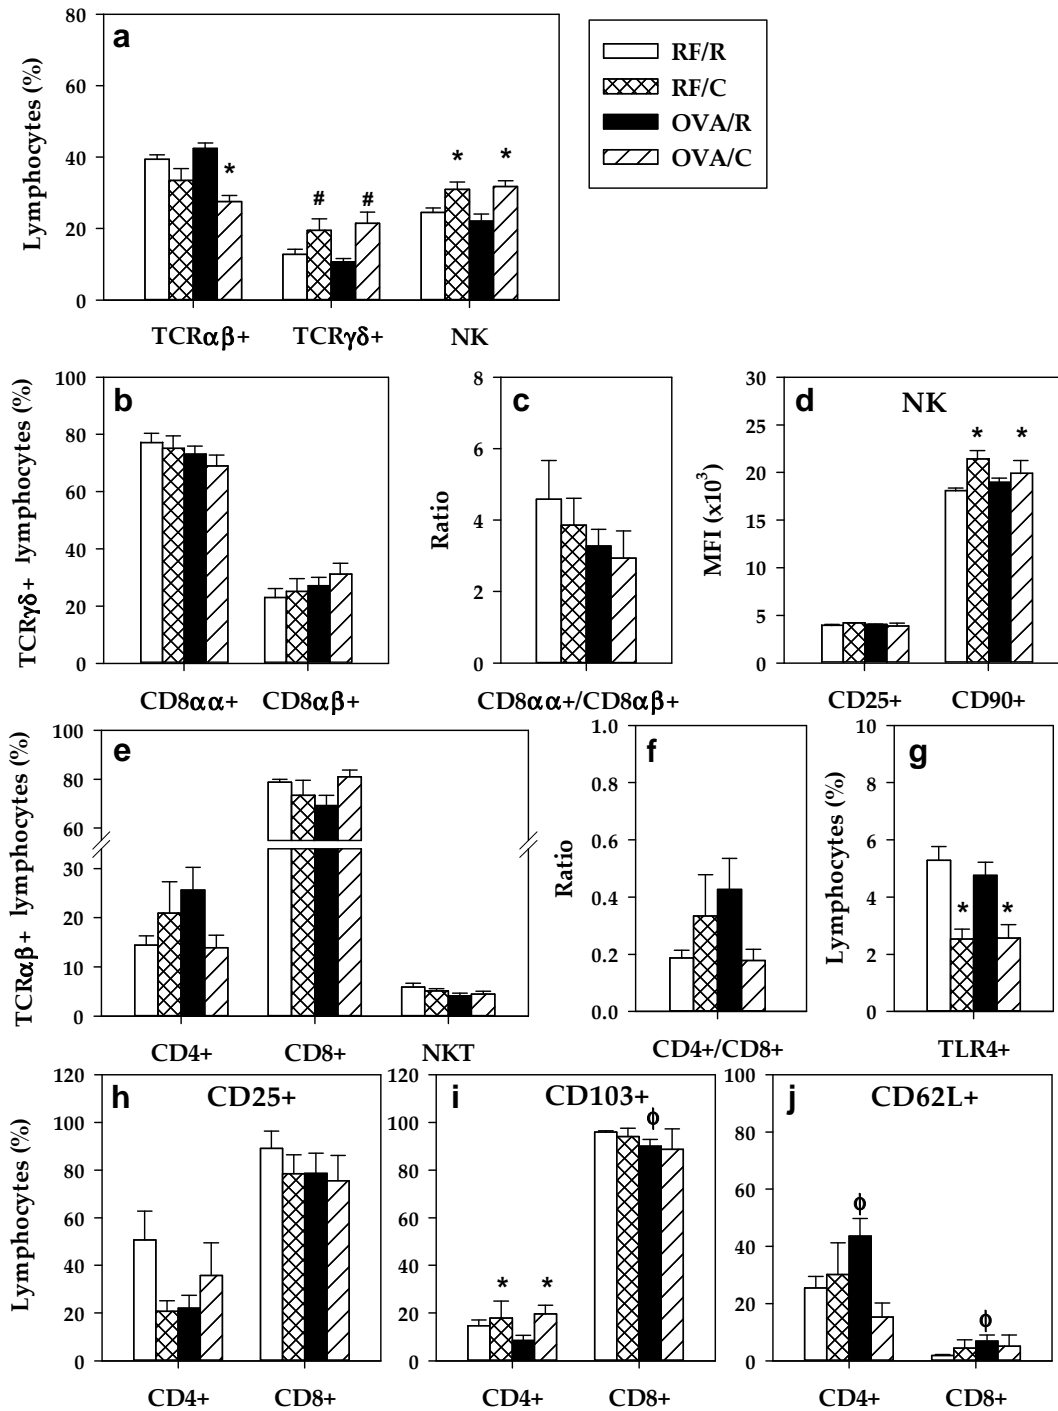 a
Lymphocytes (%)
80
60
40
20
0
*
#
#
*
*
TCRαβ+ TCRγδ+ NK
RF/R
RF/C
OVA/R
OVA/C
b
TCRγδ+ lymphocytes (%)
100
80
60
40
20
0
CD8αα+ CD8αβ+
c
Ratio
8
6
4
2
0
CD8αα+/CD8αβ+
d
NK
MFI (x10³)
30
25
20
15
10
5
0
*
*
CD25+ CD90+
e
TCRαβ+ lymphocytes (%)
100
80
60
30
20
10
0
CD4+ CD8+ NKT
f
Ratio
1.0
0.8
0.6
0.4
0.2
0.0
CD4+/CD8+
g
Lymphocytes (%)
10
8
6
4
2
0
*
*
TLR4+
h
CD25+
Lymphocytes (%)
120
100
80
60
40
20
0
CD4+ CD8+
i
CD103+
120
100
80
60
40
20
0
*
*
ϕ
CD4+ CD8+
j
CD62L+
100
80
60
40
20
0
ϕ
ϕ
CD4+ CD8+